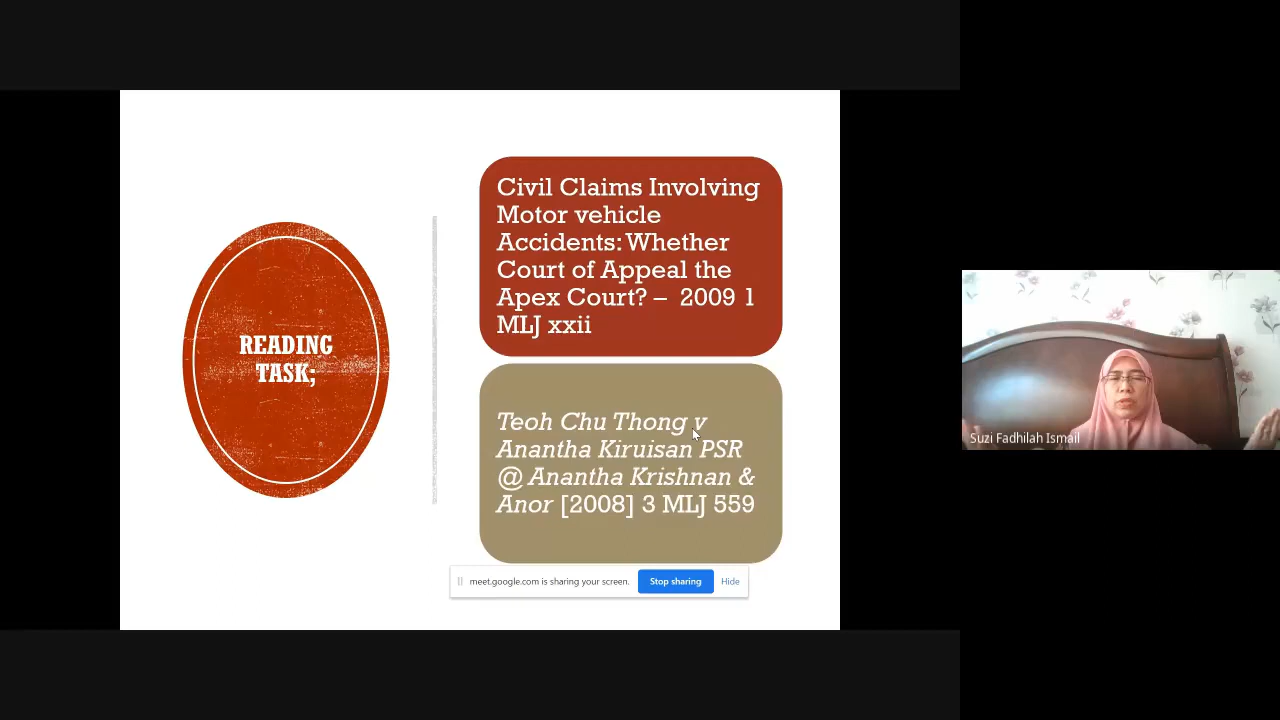 READING
TASK;
Civil Claims Involving
Motor vehicle
Accidents: Whether
Court of Appeal the
Apex Court? – 2009 1
MLJ xxii
Teoh Chu Thong v
Anantha Kiruisan PSR
@ Anantha Krishnan &
Anor [2008] 3 MLJ 559
meet.google.com is sharing your screen. Stop sharing Hide
Suzi Fadhilah Ismail